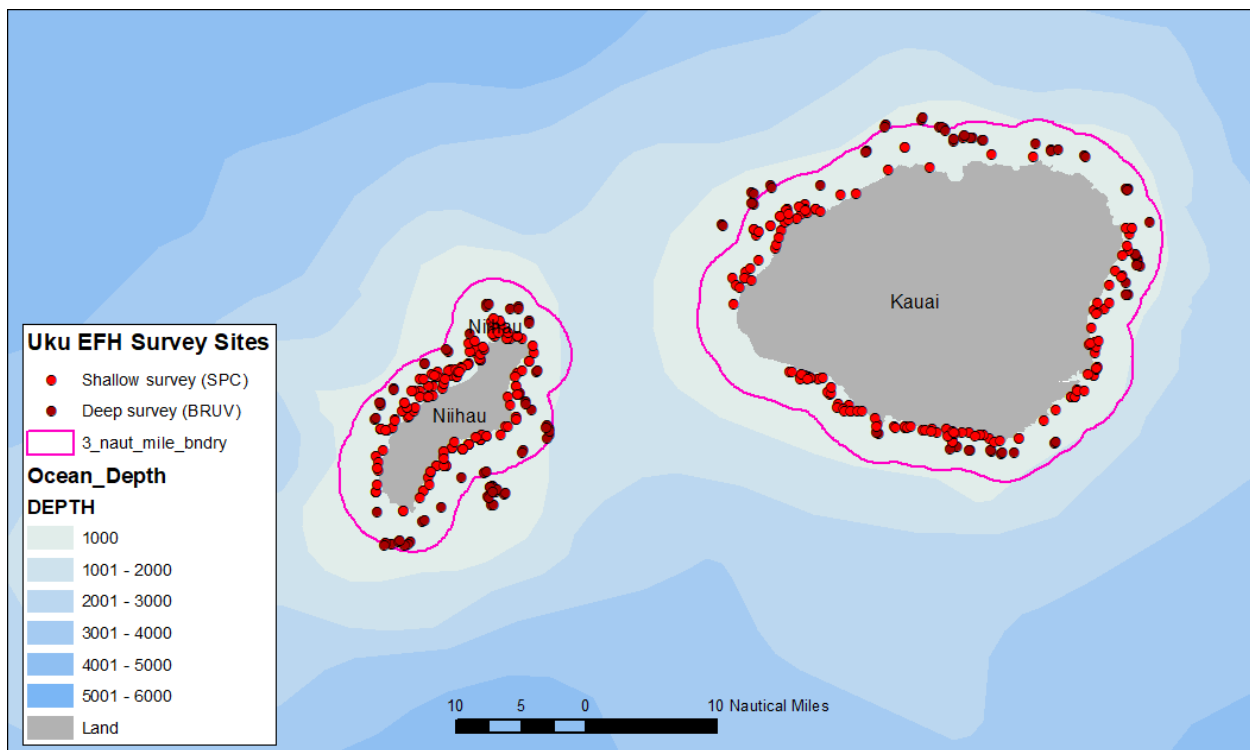 Kauai
Niihau
Niihau
Uku EFH Survey Sites
Shallow survey (SPC)
Deep survey (BRUV)
3_naut_mile_bndry
Ocean_Depth
DEPTH
1000
1001 - 2000
2001 - 3000
3001 - 4000
4001 - 5000
5001 - 6000
Land
10 5 0 10 Nautical Miles